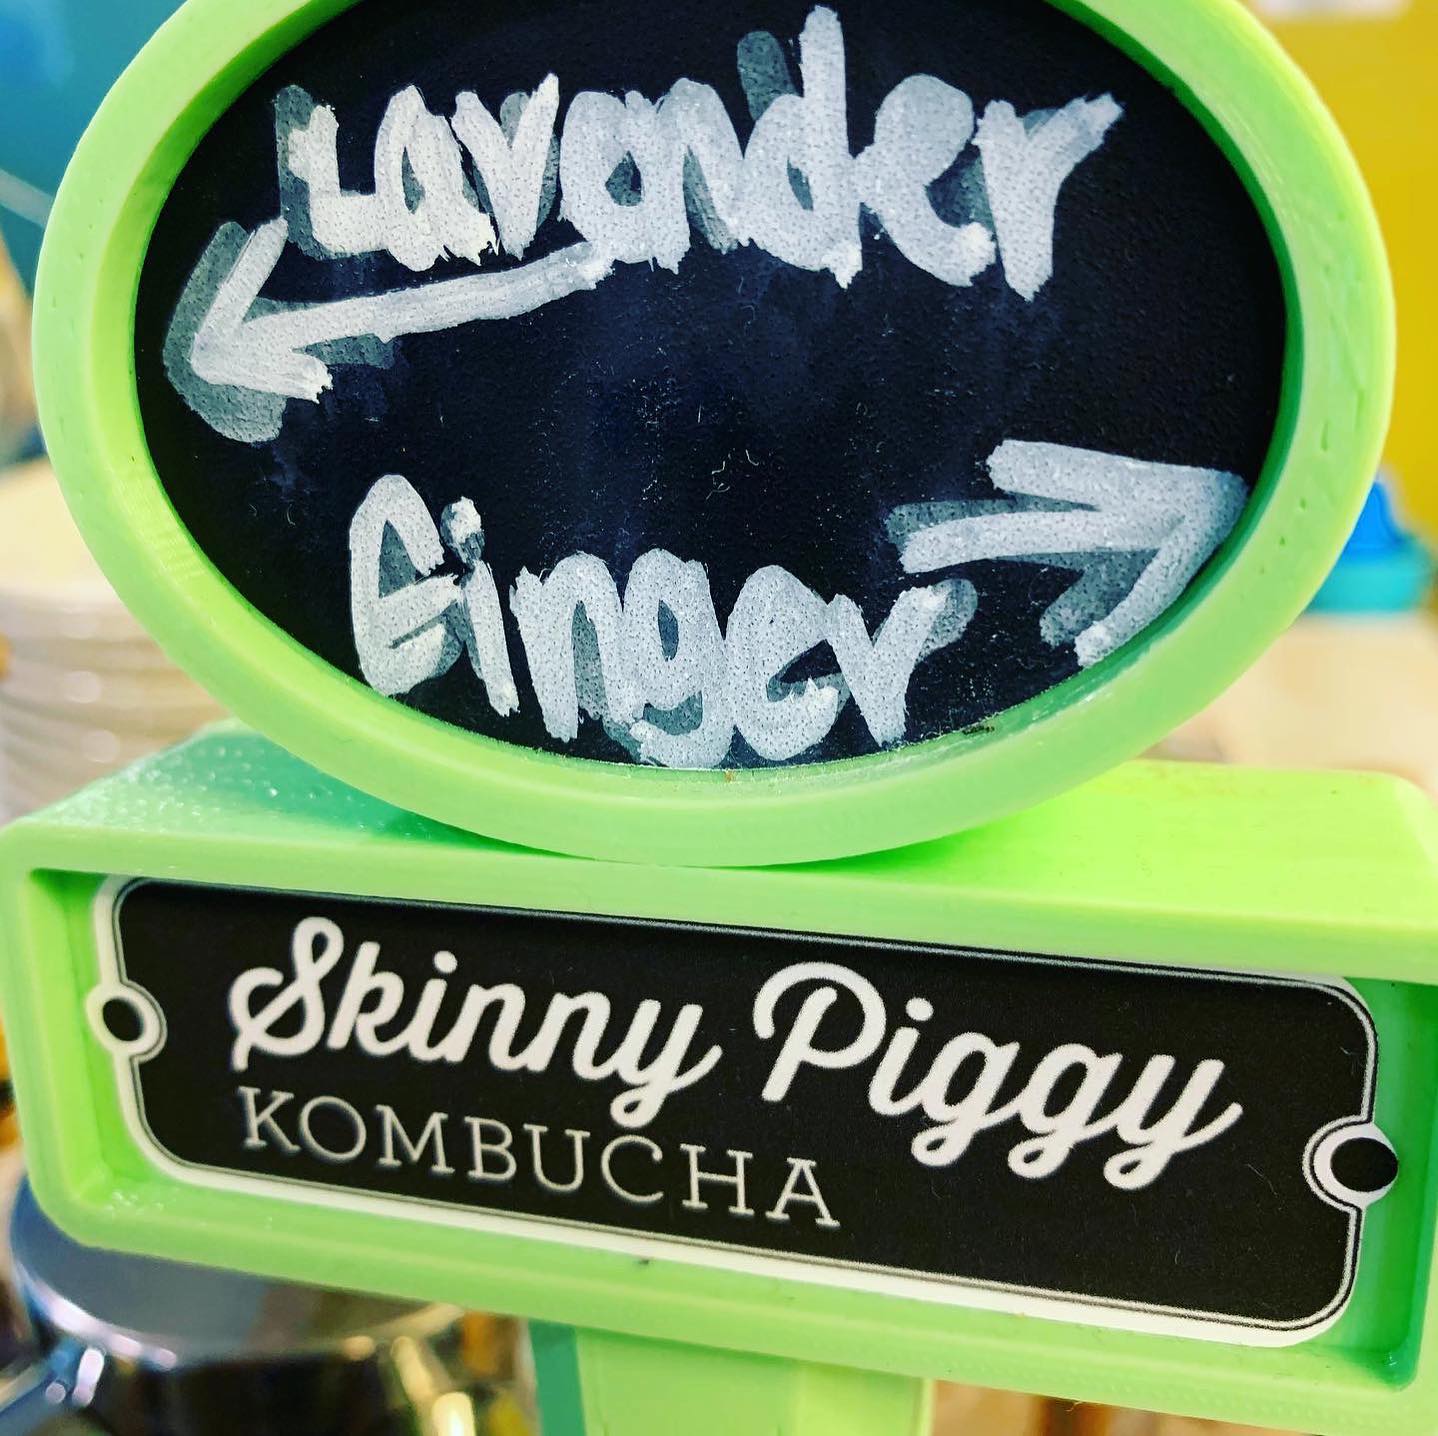 Lavender
Ginger
Skinny Piggy
KOMBUCHA